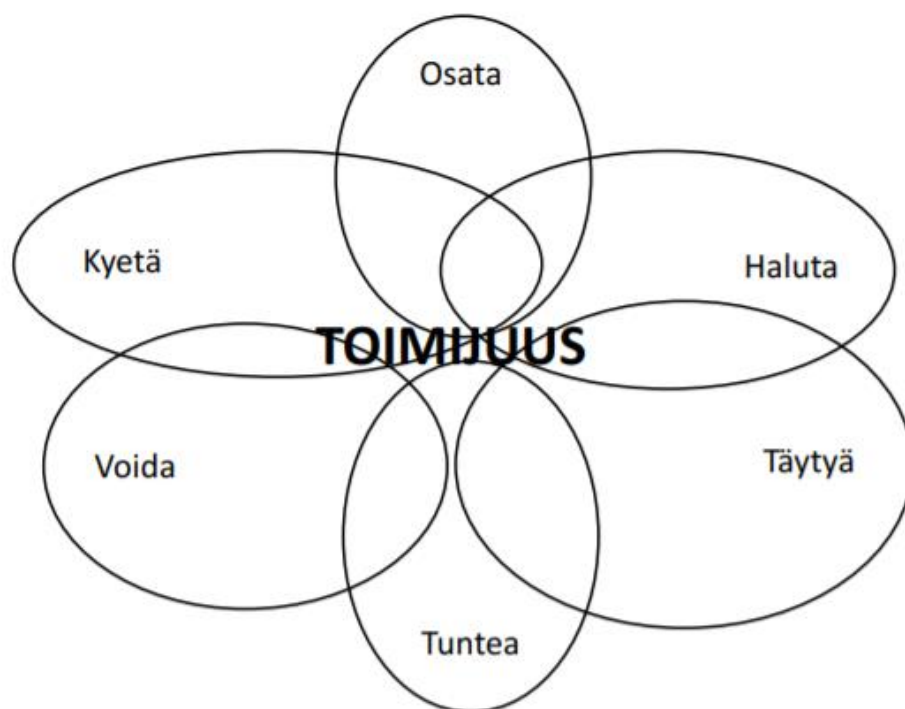 Osata
Kyetä
Haluta
TOIMIJUUS
Voida
Täytyä
Tuntea